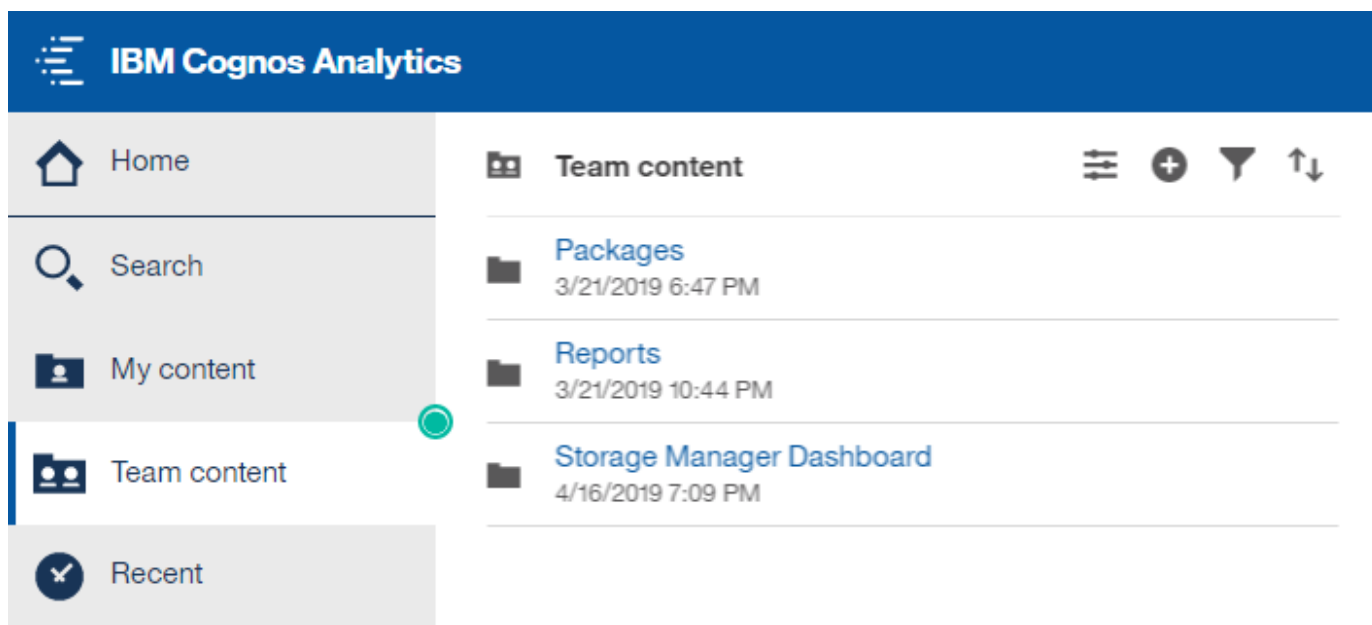 IBM Cognos Analytics
Home
Search
My content
Team content
Recent
Team content
Packages
3/21/2019 6:47 PM
Reports
3/21/2019 10:44 PM
Storage Manager Dashboard
4/16/2019 7:09 PM